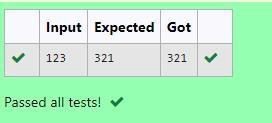 Input Expected Got
123 321 321
Passed all tests!